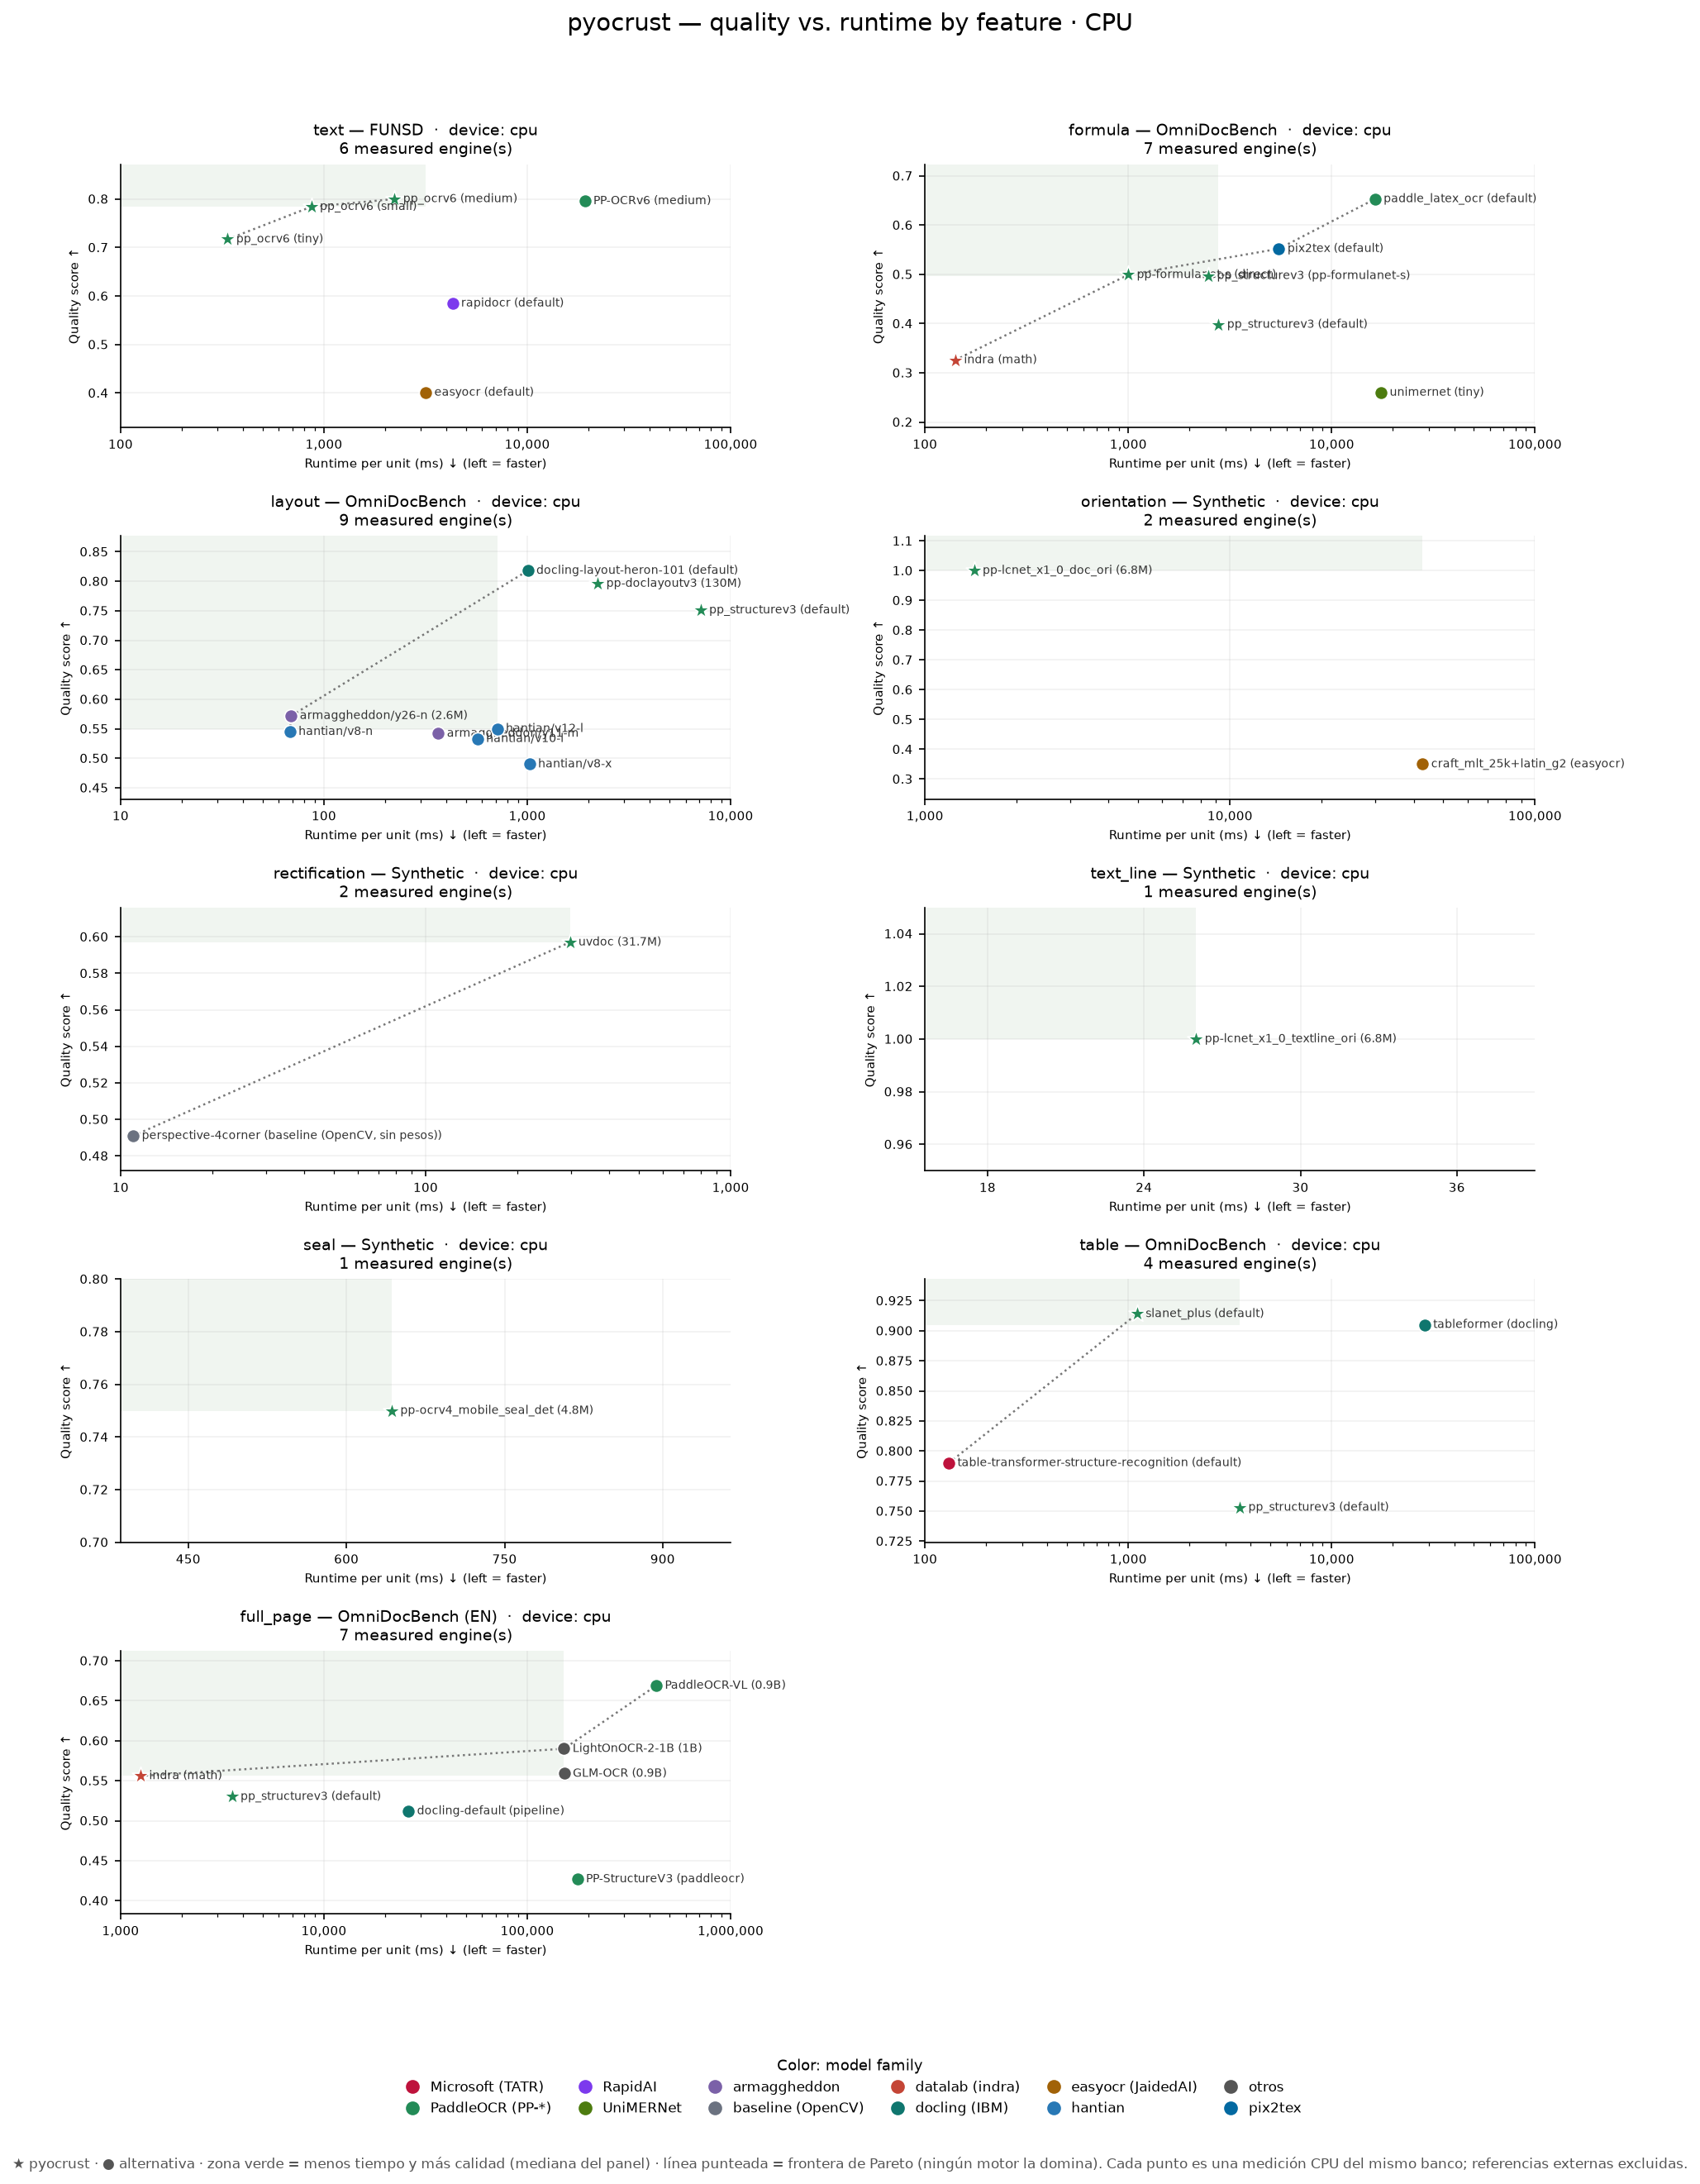 pyocrust — quality vs. runtime by feature · CPU
text — FUNSD · device: cpu
6 measured engine(s)
Quality score ↑
0.8
0.7
0.6
0.5
0.4
pp_ocrv6 (medium)
pp_ocrv6 (small)
pp_ocrv6 (tiny)
PP-OCRv6 (medium)
rapidocr (default)
easyocr (default)
100
1,000
10,000
100,000
Runtime per unit (ms) ↓ (left = faster)
formula — OmniDocBench · device: cpu
7 measured engine(s)
Quality score ↑
0.7
0.6
0.5
0.4
0.3
0.2
paddle_latex_ocr (default)
pix2tex (default)
pp-formulanet-s (direct)
pp_structurev3 (pp-formulanet-s)
pp_structurev3 (default)
indra (math)
unimernet (tiny)
100
1,000
10,000
100,000
Runtime per unit (ms) ↓ (left = faster)
layout — OmniDocBench · device: cpu
9 measured engine(s)
Quality score ↑
0.85
0.80
0.75
0.70
0.65
0.60
0.55
0.50
0.45
docling-layout-heron-101 (default)
pp-doclayoutv3 (130M)
pp_structurev3 (default)
armaggheddon/y26-n (2.6M)
hantian/v8-n
hantian/v12-l
armaggheddon/v11-m
hantian/v10-l
hantian/v8-x
10
100
1,000
10,000
Runtime per unit (ms) ↓ (left = faster)
orientation — Synthetic · device: cpu
2 measured engine(s)
Quality score ↑
1.1
1.0
0.9
0.8
0.7
0.6
0.5
0.4
0.3
pp-lcnet_x1_0_doc_ori (6.8M)
craft_mlt_25k+latin_g2 (easyocr)
1,000
10,000
100,000
Runtime per unit (ms) ↓ (left = faster)
rectification — Synthetic · device: cpu
2 measured engine(s)
Quality score ↑
0.60
0.58
0.56
0.54
0.52
0.50
0.48
uvdoc (31.7M)
perspective-4corner (baseline (OpenCV, sin pesos))
10
100
1,000
Runtime per unit (ms) ↓ (left = faster)
text_line — Synthetic · device: cpu
1 measured engine(s)
Quality score ↑
1.04
1.02
1.00
0.98
0.96
pp-lcnet_x1_0_textline_ori (6.8M)
18
24
30
36
Runtime per unit (ms) ↓ (left = faster)
seal — Synthetic · device: cpu
1 measured engine(s)
Quality score ↑
0.80
0.78
0.76
0.74
0.72
0.70
pp-ocrv4_mobile_seal_det (4.8M)
450
600
750
900
Runtime per unit (ms) ↓ (left = faster)
table — OmniDocBench · device: cpu
4 measured engine(s)
Quality score ↑
0.925
0.900
0.875
0.850
0.825
0.800
0.775
0.750
0.725
slanet_plus (default)
tableformer (docling)
table-transformer-structure-recognition (default)
pp_structurev3 (default)
100
1,000
10,000
100,000
Runtime per unit (ms) ↓ (left = faster)
full_page — OmniDocBench (EN) · device: cpu
7 measured engine(s)
Quality score ↑
0.70
0.65
0.60
0.55
0.50
0.45
0.40
PaddleOCR-VL (0.9B)
LightOnOCR-2-1B (1B)
GLM-OCR (0.9B)
indra (math)
pp_structurev3 (default)
docling-default (pipeline)
PP-StructureV3 (paddleocr)
1,000
10,000
100,000
1,000,000
Runtime per unit (ms) ↓ (left = faster)
Color: model family
Microsoft (TATR) RapidAI armaggheddon datalab (indra) easyocr (JaidedAI) otros
PaddleOCR (PP-*) UniMERNet baseline (OpenCV) docling (IBM) hantian pix2tex
★ pyocrust · ● alternativa · zona verde = menos tiempo y más calidad (mediana del panel) · línea punteada = frontera de Pareto (ningún motor la domina). Cada punto es una medición CPU del mismo banco; referencias externas excluidas.